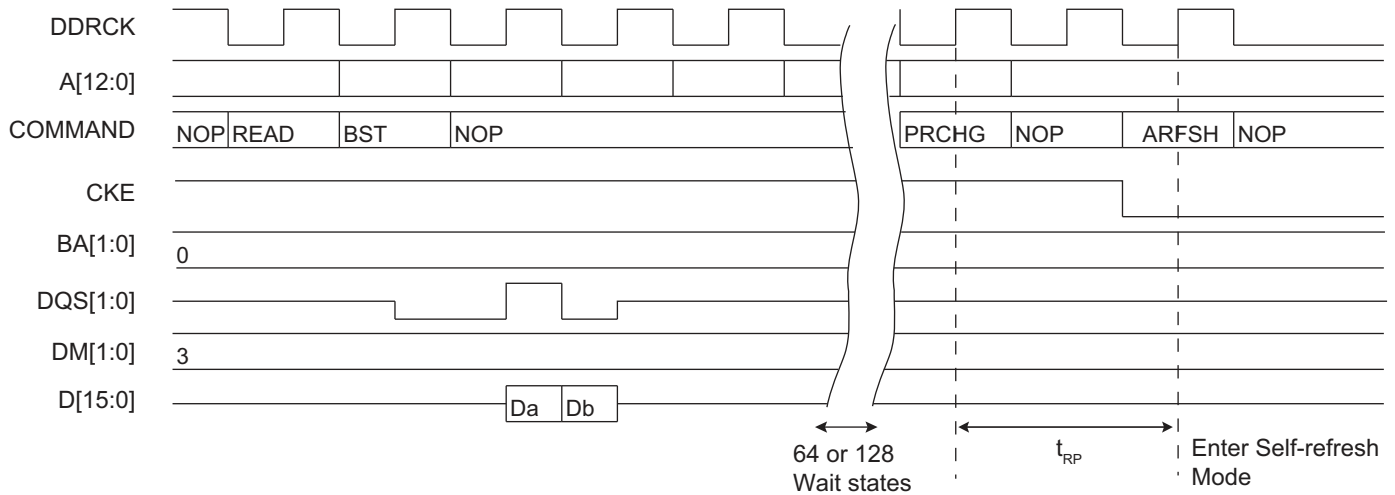 DDRCK
A[12:0]
COMMAND NOP READ BST NOP PRCHG NOP ARFSH NOP
CKE
BA[1:0] 0
DQS[1:0]
DM[1:0] 3
D[15:0] Da Db
64 or 128
Wait states
tRP
Enter Self-refresh
Mode